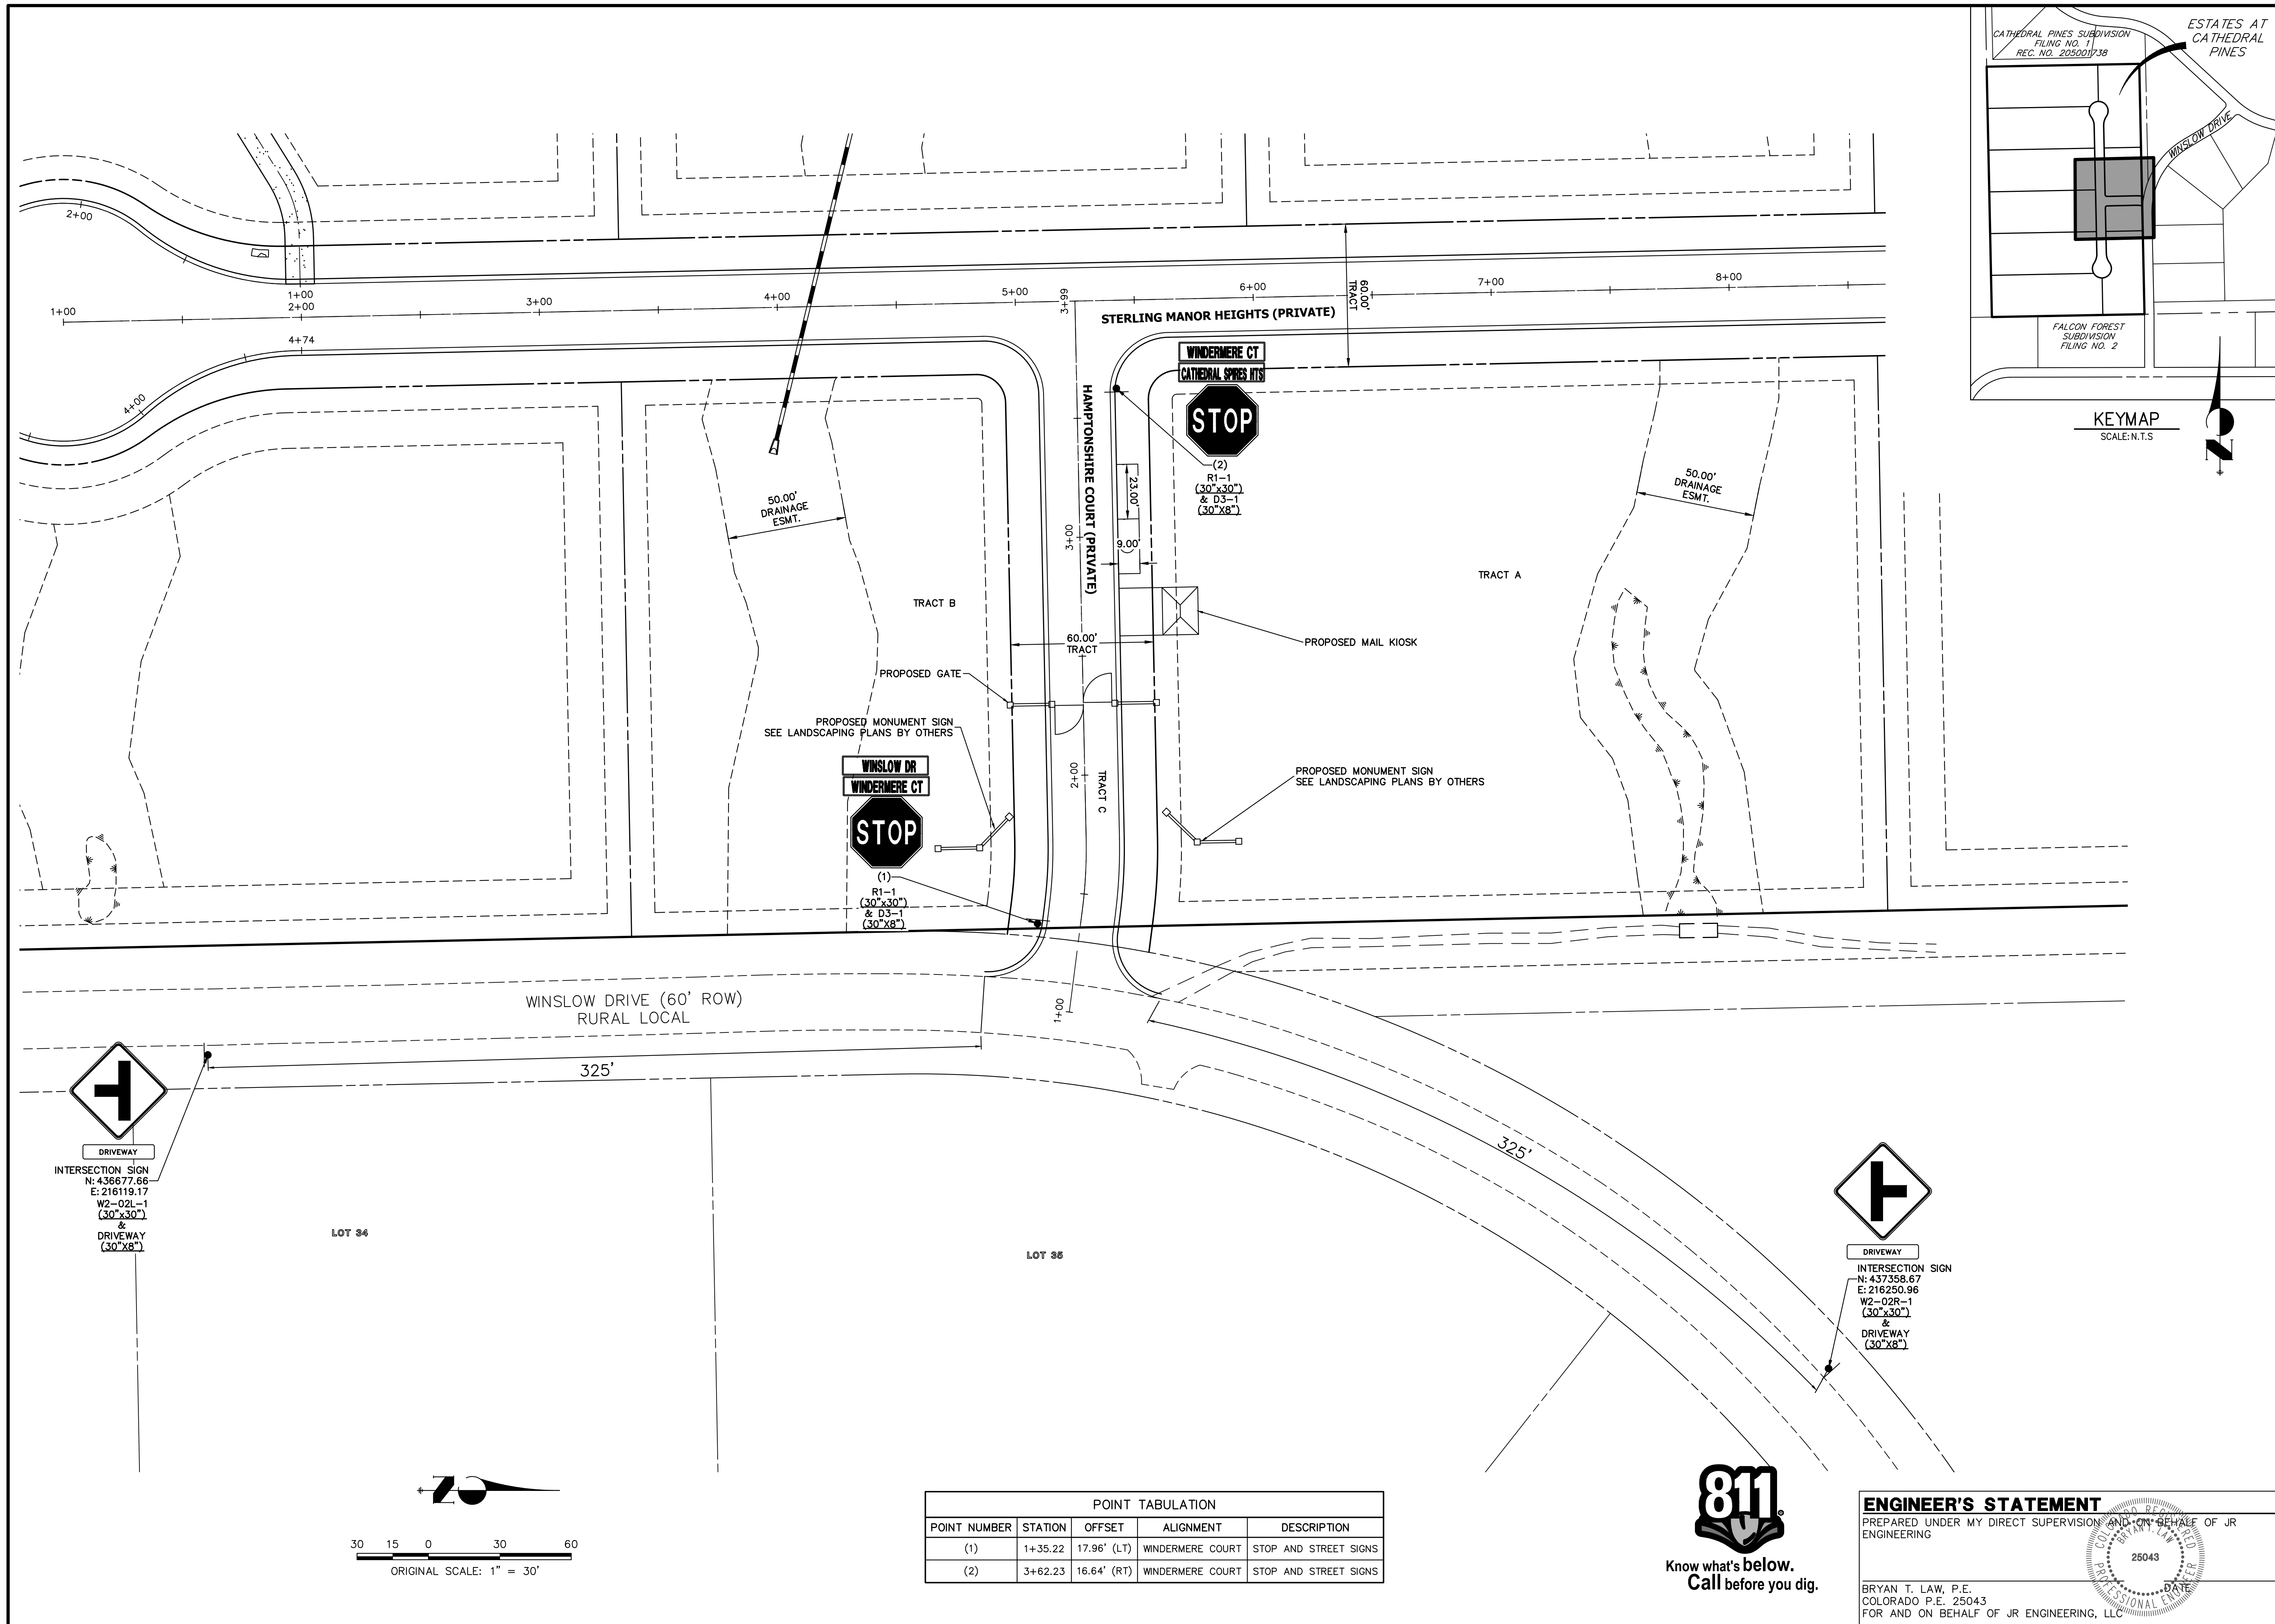 CATHEDRAL PINES SUBDIVISION
FILING NO. 1
REC. NO. 205001738
ESTATES AT
CATHEDRAL
PINES
WINSLOW DRIVE
FALCON FOREST
SUBDIVISION
FILING NO. 2
KEYMAP
SCALE: N.T.S
N
2+00
1+00
1+00
2+00
3+00
4+00
5+00
3+99
6+00
7+00
8+00
60.00'
TRACT
STERLING MANOR HEIGHTS (PRIVATE)
4+74
4+00
WINDERMERE CT
CATHEDRAL SPIRES HTS
STOP
(2)
R1-1
(30"x30")
& D3-1
(30"X8")
HAMPTONSHIRE COURT (PRIVATE)
23.00'
9.00'
3+00
50.00'
DRAINAGE
ESMT.
50.00'
DRAINAGE
ESMT.
TRACT B
TRACT A
60.00'
TRACT
PROPOSED MAIL KIOSK
PROPOSED GATE
PROPOSED MONUMENT SIGN
SEE LANDSCAPING PLANS BY OTHERS
PROPOSED MONUMENT SIGN
SEE LANDSCAPING PLANS BY OTHERS
2+00
TRACT C
WINSLOW DR
WINDERMERE CT
STOP
(1)
R1-1
(30"x30")
& D3-1
(30"X8")
1+00
WINSLOW DRIVE (60' ROW)
RURAL LOCAL
325'
325'
DRIVEWAY
INTERSECTION SIGN
N: 436677.66
E: 216119.17
W2-02L-1
(30"x30")
&
DRIVEWAY
(30"X8")
LOT 34
LOT 35
DRIVEWAY
INTERSECTION SIGN
N: 437358.67
E: 216250.96
W2-02R-1
(30"x30")
&
DRIVEWAY
(30"X8")
N
30 15 0 30 60
ORIGINAL SCALE: 1" = 30'
POINT TABULATION
POINT NUMBER STATION OFFSET ALIGNMENT DESCRIPTION
(1) 1+35.22 17.96' (LT) WINDERMERE COURT STOP AND STREET SIGNS
(2) 3+62.23 16.64' (RT) WINDERMERE COURT STOP AND STREET SIGNS
811
Know what's below.
Call before you dig.
ENGINEER'S STATEMENT
PREPARED UNDER MY DIRECT SUPERVISION AND ON BEHALF OF JR
ENGINEERING
COLORADO REGISTERED
BRYAN T. LAW
25043
PROFESSIONAL ENGINEER
BRYAN T. LAW, P.E. DATE
COLORADO P.E. 25043
FOR AND ON BEHALF OF JR ENGINEERING, LLC